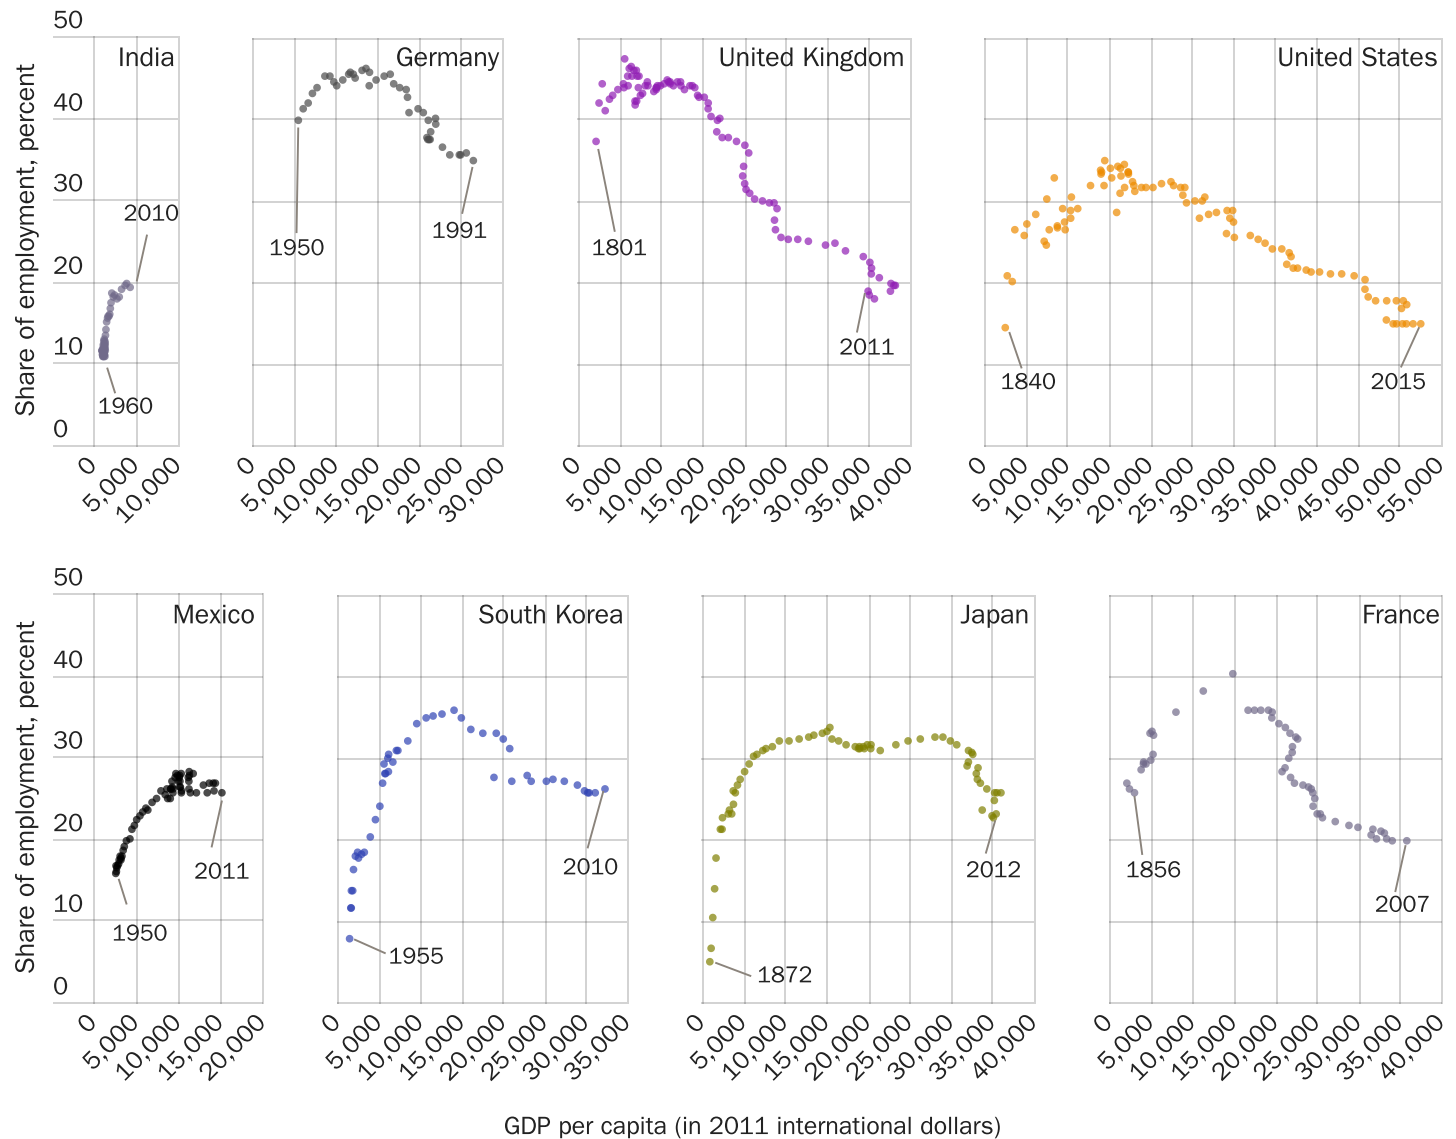 50
India
Germany
United Kingdom
United States
Share of employment, percent
40
30
20
10
0
2010
1960
1950
1991
1801
2011
1840
2015
0 5,000 10,000
0 5,000 10,000 15,000 20,000 25,000 30,000
0 5,000 10,000 15,000 20,000 25,000 30,000 35,000 40,000
0 5,000 10,000 15,000 20,000 25,000 30,000 35,000 40,000 45,000 50,000 55,000
50
Mexico
South Korea
Japan
France
Share of employment, percent
40
30
20
10
0
2011
1950
2010
1955
2012
1872
1856
2007
0 5,000 10,000 15,000 20,000
0 5,000 10,000 15,000 20,000 25,000 30,000 35,000
0 5,000 10,000 15,000 20,000 25,000 30,000 35,000 40,000
0 5,000 10,000 15,000 20,000 25,000 30,000 35,000 40,000
GDP per capita (in 2011 international dollars)